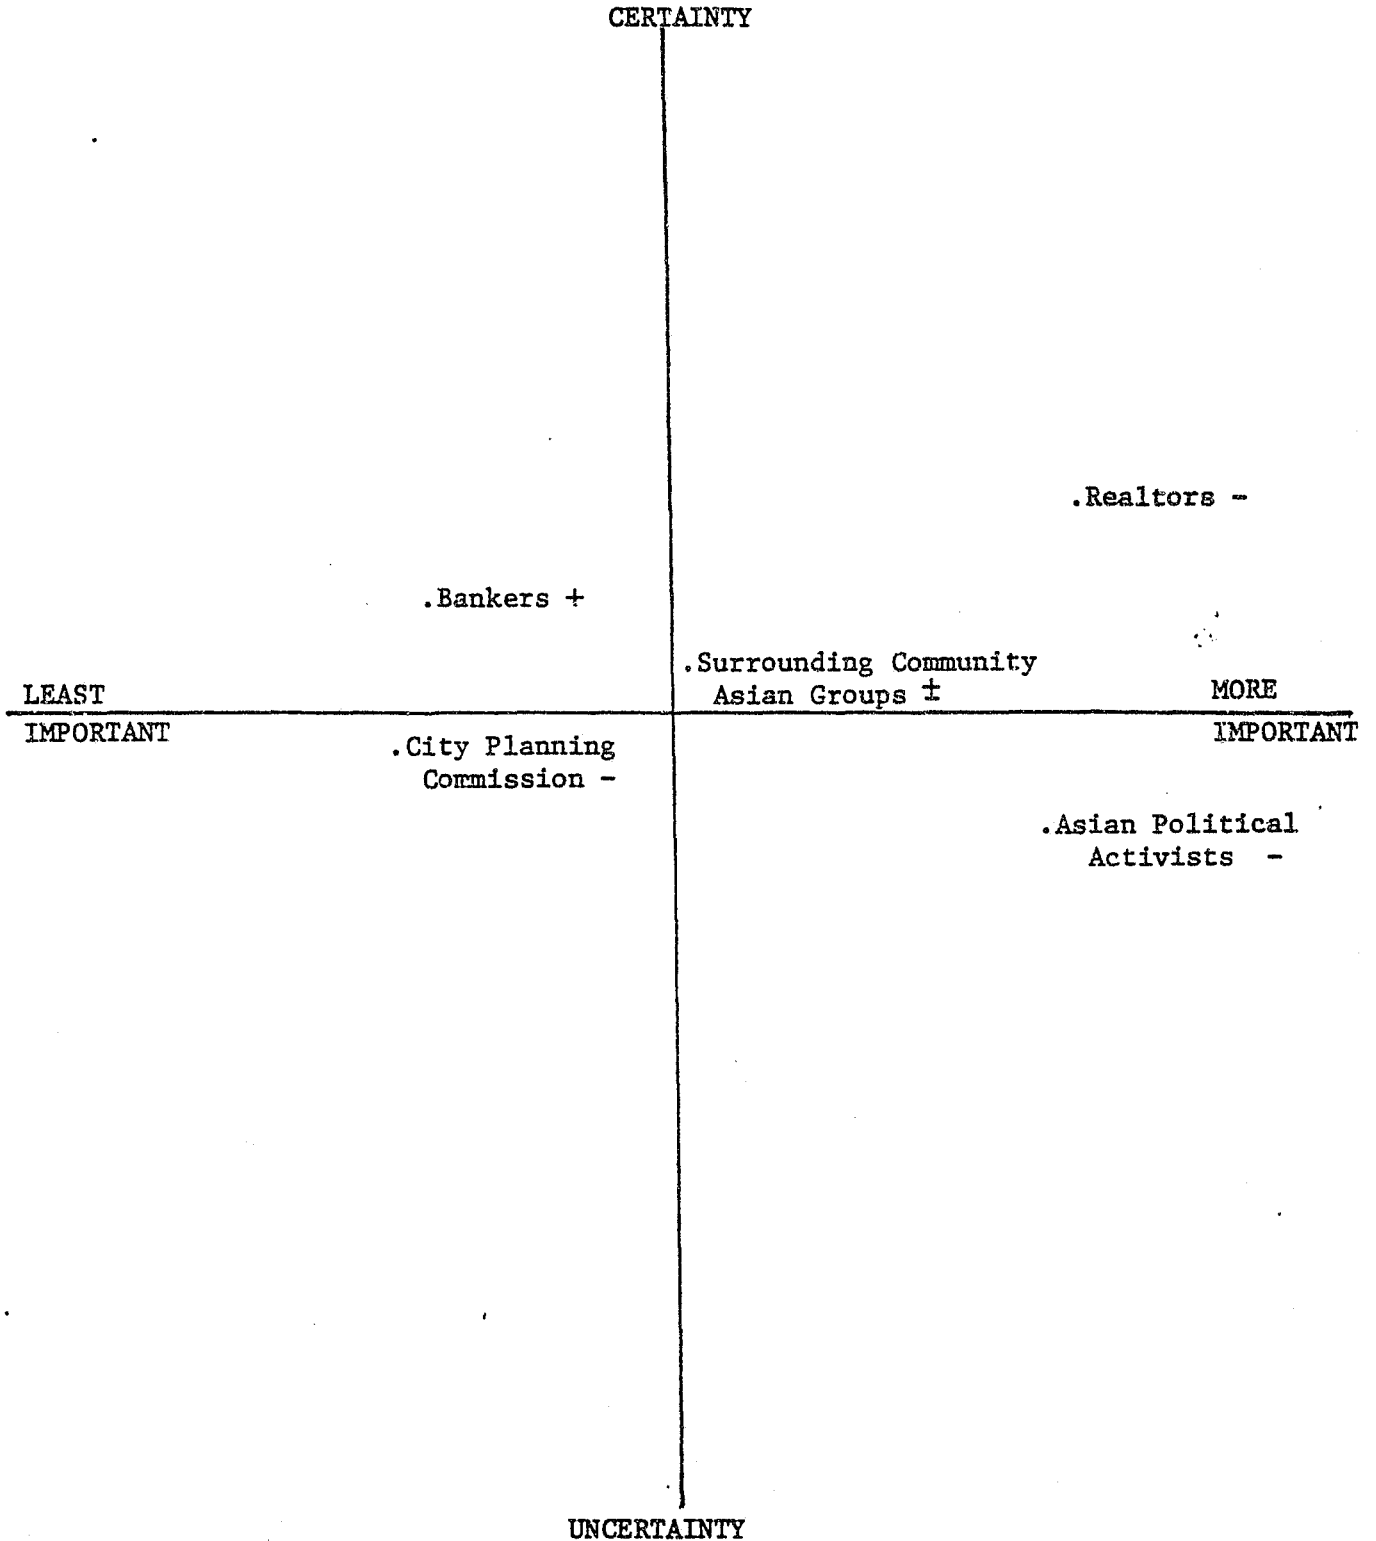 CERTAINTY
.Realtors -
.Bankers +
.Surrounding Community
Asian Groups ±
LEAST
IMPORTANT
MORE
IMPORTANT
.City Planning
Commission -
.Asian Political
Activists -
UNCERTAINTY